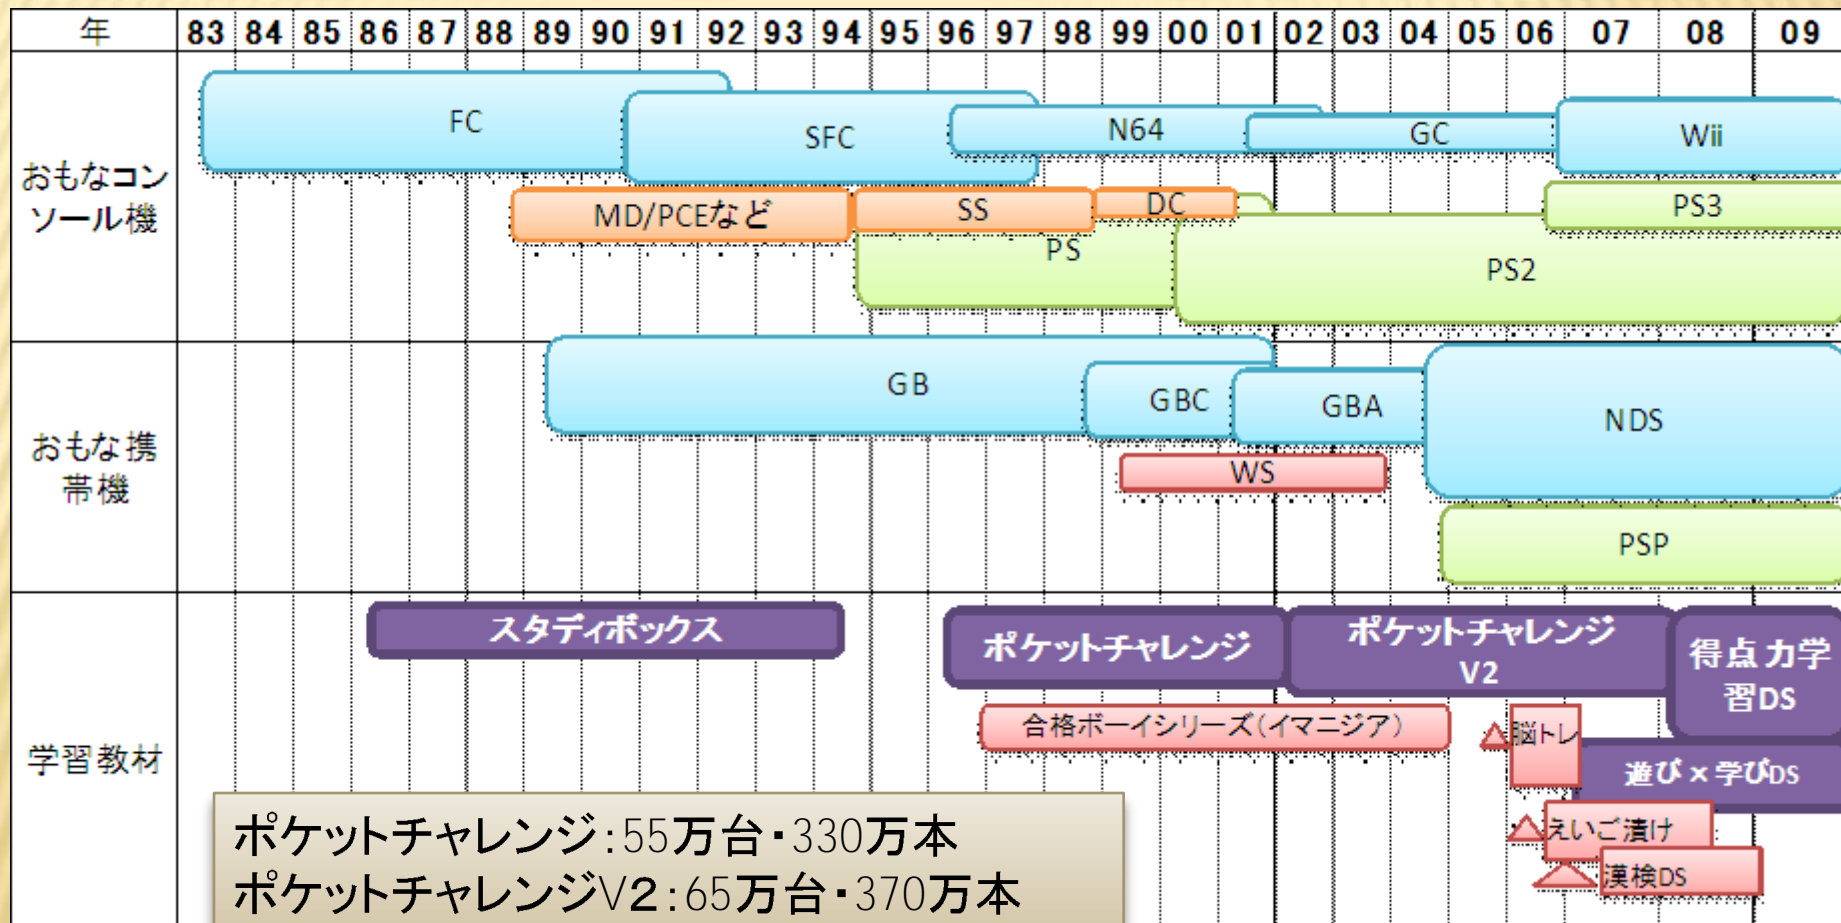 年 83 84 85 86 87 88 89 90 91 92 93 94 95 96 97 98 99 00 01 02 03 04 05 06 07 08 09
おもなコン
ソール機
FC
SFC
N64
GC
Wii
MD/PCEなど
SS
DC
PS
PS2
PS3
おもな携
帯機
GB
GBC
GBA
NDS
WS
PSP
学習教材
スタディボックス
ポケットチャレンジ
ポケットチャレンジ
V2
得点力学
習DS
合格ボーイシリーズ(イマニジア)
脳トレ
遊び×学びDS
えいご漬け
漢検DS
ポケットチャレンジ:55万台・330万本
ポケットチャレンジV2:65万台・370万本